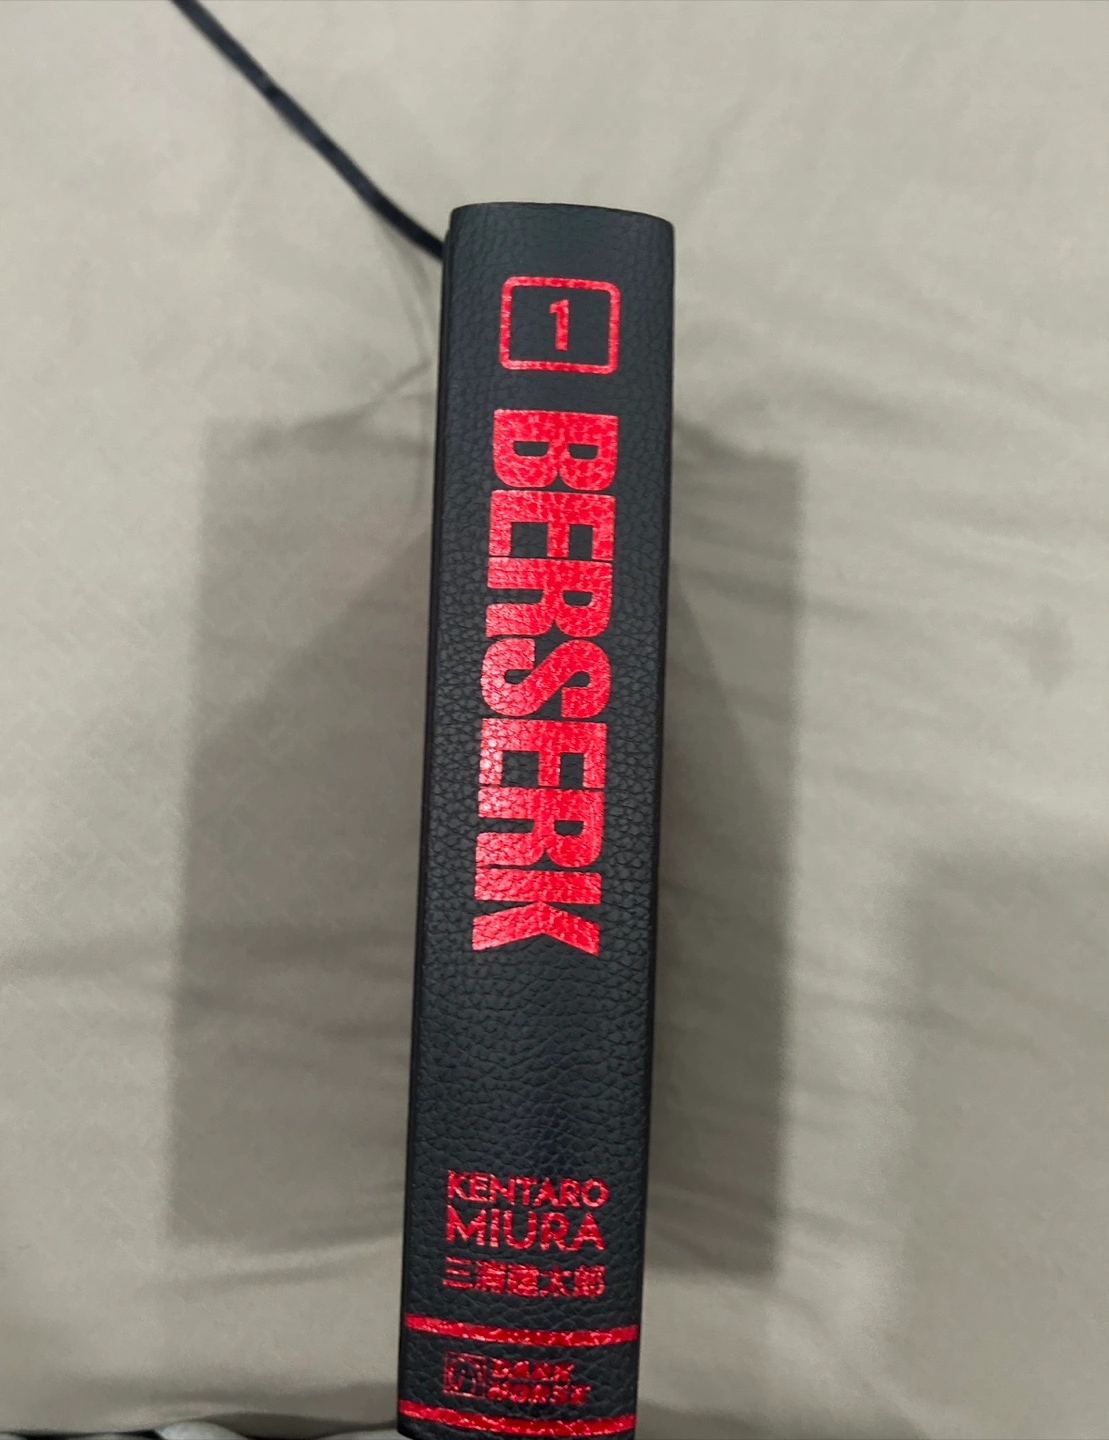 1
BERSERK
KENTARO
MIURA
三浦建太郎
DARK
HORSE